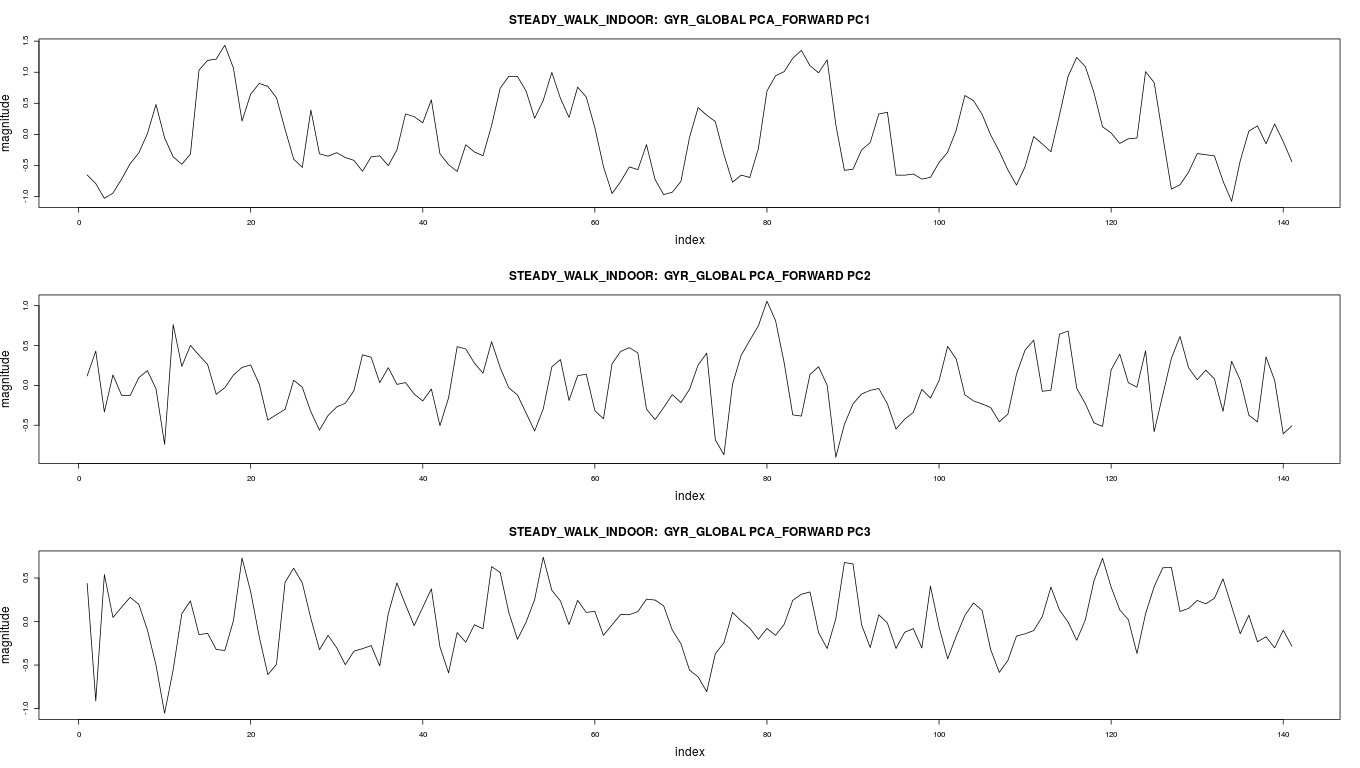 STEADY_WALK_INDOOR: GYR_GLOBAL PCA_FORWARD PC1
1.5
1.0
0.5
0.0
-0.5
-1.0
magnitude
0 20 40 60 80 100 120 140
index
STEADY_WALK_INDOOR: GYR_GLOBAL PCA_FORWARD PC2
1.0
0.5
0.0
-0.5
magnitude
0 20 40 60 80 100 120 140
index
STEADY_WALK_INDOOR: GYR_GLOBAL PCA_FORWARD PC3
0.5
0.0
-0.5
-1.0
magnitude
0 20 40 60 80 100 120 140
index